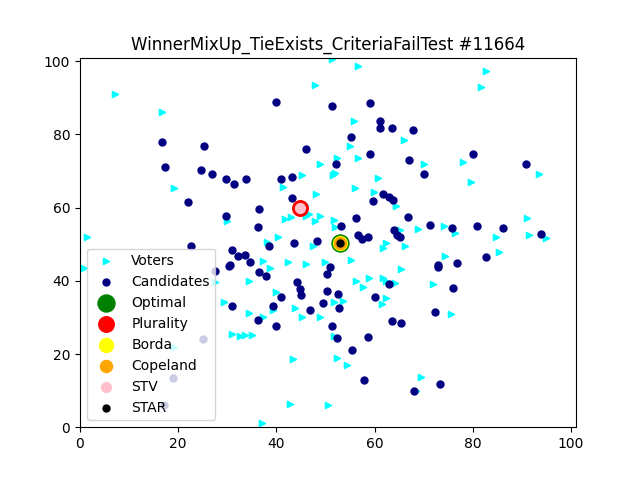 WinnerMixUp_TieExists_CriteriaFailTest #11664
100
80
60
40
20
0
Voters
Candidates
Optimal
Plurality
Borda
Copeland
STV
STAR
0 20 40 60 80 100